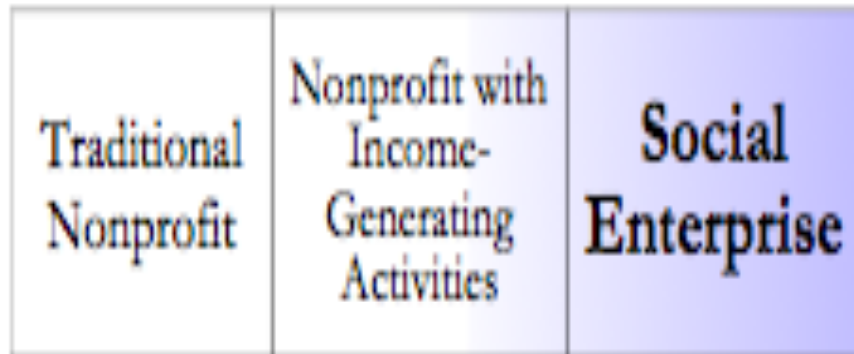 Traditional
Nonprofit
Nonprofit with
Income-
Generating
Activities
Social
Enterprise